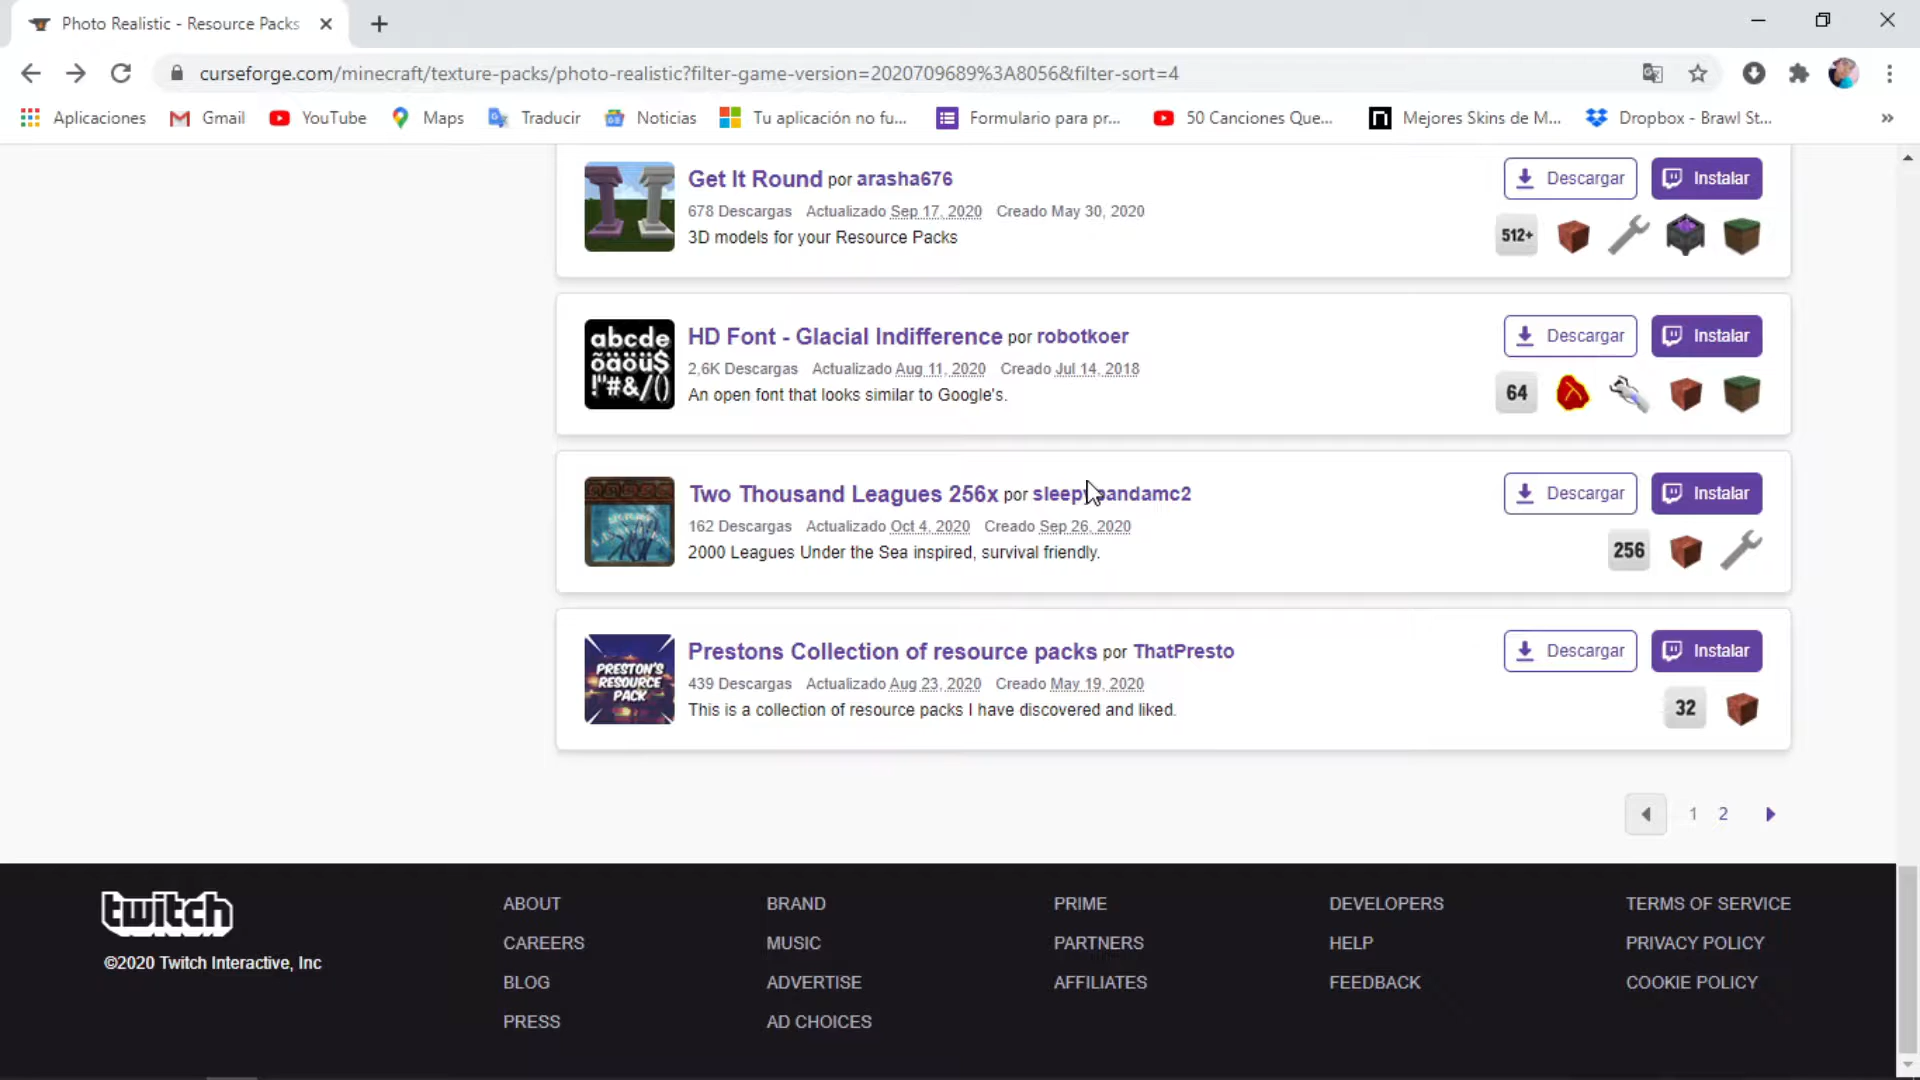 Photo Realistic - Resource Packs
curseforge.com/minecraft/texture-packs/photo-realistic?filter-game-version=2020709689%3A8056&filter-sort=4
Aplicaciones Gmail YouTube Maps Traducir Noticias Tu aplicación no fu... Formulario para pr... 50 Canciones Que... Mejores Skins de M... Dropbox - Brawl St... »
Get It Round por arasha676 Descargar Instalar
678 Descargas Actualizado Sep 17, 2020 Creado May 30, 2020
3D models for your Resource Packs
512+
abcde
õäöü$
!"#&/()
HD Font - Glacial Indifference por robotkoer Descargar Instalar
2,6K Descargas Actualizado Aug 11, 2020 Creado Jul 14, 2018
An open font that looks similar to Google's.
64
Two Thousand Leagues 256x por Descargar Instalar
162 Descargas Actualizado Oct 4, 2020 Creado Sep 26, 2020
2000 Leagues Under the Sea inspired, survival friendly.
256
PRESTON'S
RESOURCE
PACK
Prestons Collection of resource packs por ThatPresto Descargar Instalar
439 Descargas Actualizado Aug 23, 2020 Creado May 19, 2020
This is a collection of resource packs I have discovered and liked.
32
1 2
twitch
©2020 Twitch Interactive, Inc
ABOUT BRAND PRIME DEVELOPERS TERMS OF SERVICE
CAREERS MUSIC PARTNERS HELP PRIVACY POLICY
BLOG ADVERTISE AFFILIATES FEEDBACK COOKIE POLICY
PRESS AD CHOICES